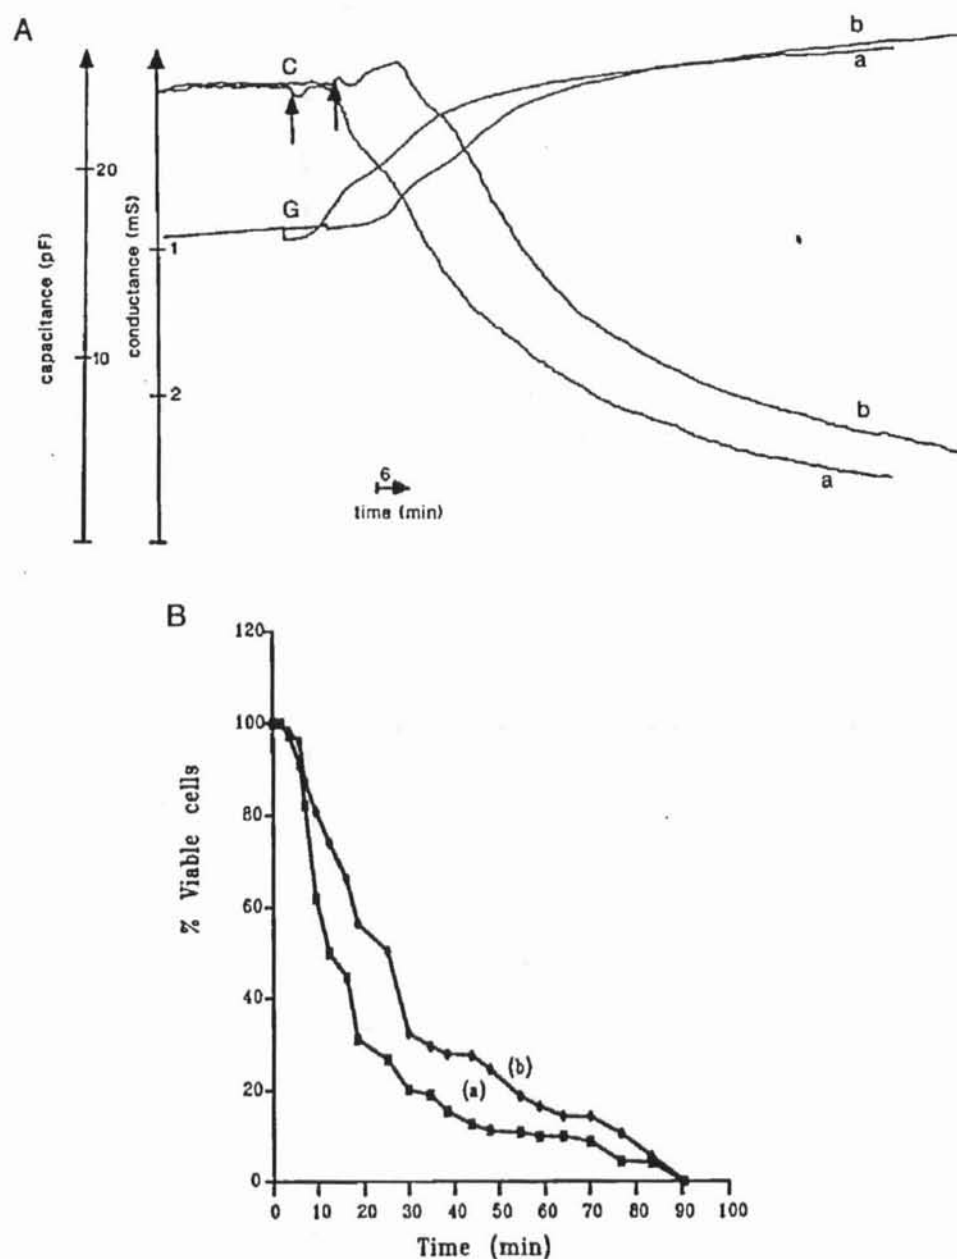 A
C
b
a
20
G
1
capacitance (pF)
conductance (mS)
10
2
b
a
6
time (min)
B
120
100
80
60
40
20
0
% Viable cells
(b)
(a)
0 10 20 30 40 50 60 70 80 90 100
Time (min)